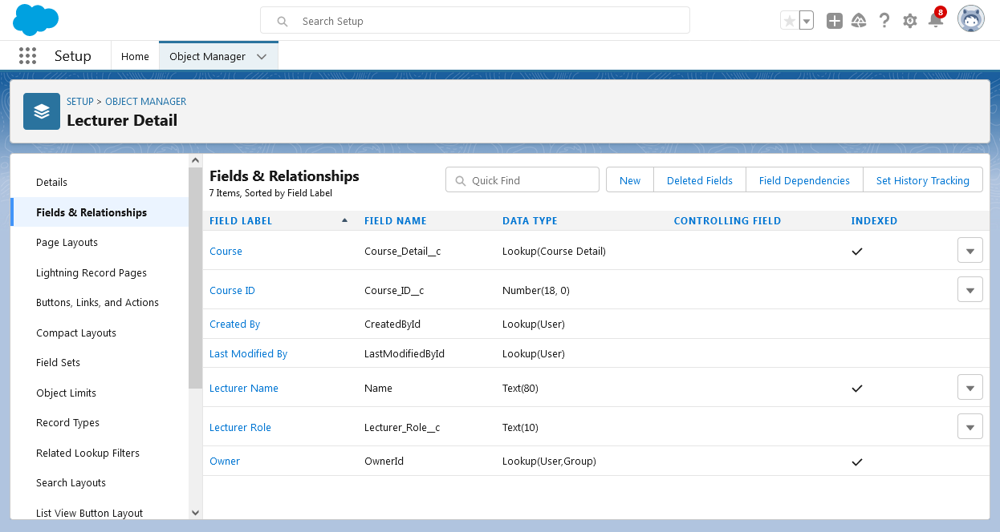 Search Setup
8
Setup
Home
Object Manager
SETUP > OBJECT MANAGER
Lecturer Detail
Details
Fields & Relationships
Page Layouts
Lightning Record Pages
Buttons, Links, and Actions
Compact Layouts
Field Sets
Object Limits
Record Types
Related Lookup Filters
Search Layouts
List View Button Layout
Fields & Relationships
7 Items, Sorted by Field Label
Quick Find
New
Deleted Fields
Field Dependencies
Set History Tracking
FIELD LABEL FIELD NAME DATA TYPE CONTROLLING FIELD INDEXED
Course Course_Detail__c Lookup(Course Detail)
Course ID Course_ID__c Number(18, 0)
Created By CreatedById Lookup(User)
Last Modified By LastModifiedById Lookup(User)
Lecturer Name Name Text(80)
Lecturer Role Lecturer_Role__c Text(10)
Owner OwnerId Lookup(User,Group)